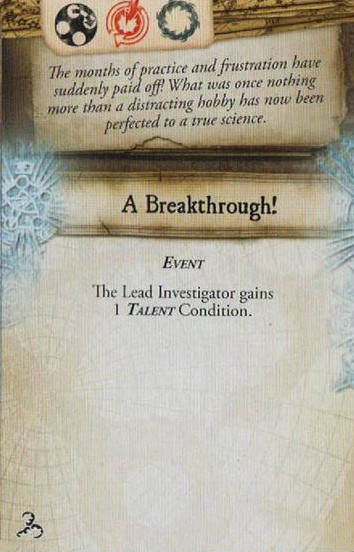 The months of practice and frustration have
suddenly paid off! What was once nothing
more than a distracting hobby has now been
perfected to a true science.
A Breakthrough!
EVENT
The Lead Investigator gains
1 TALENT Condition.